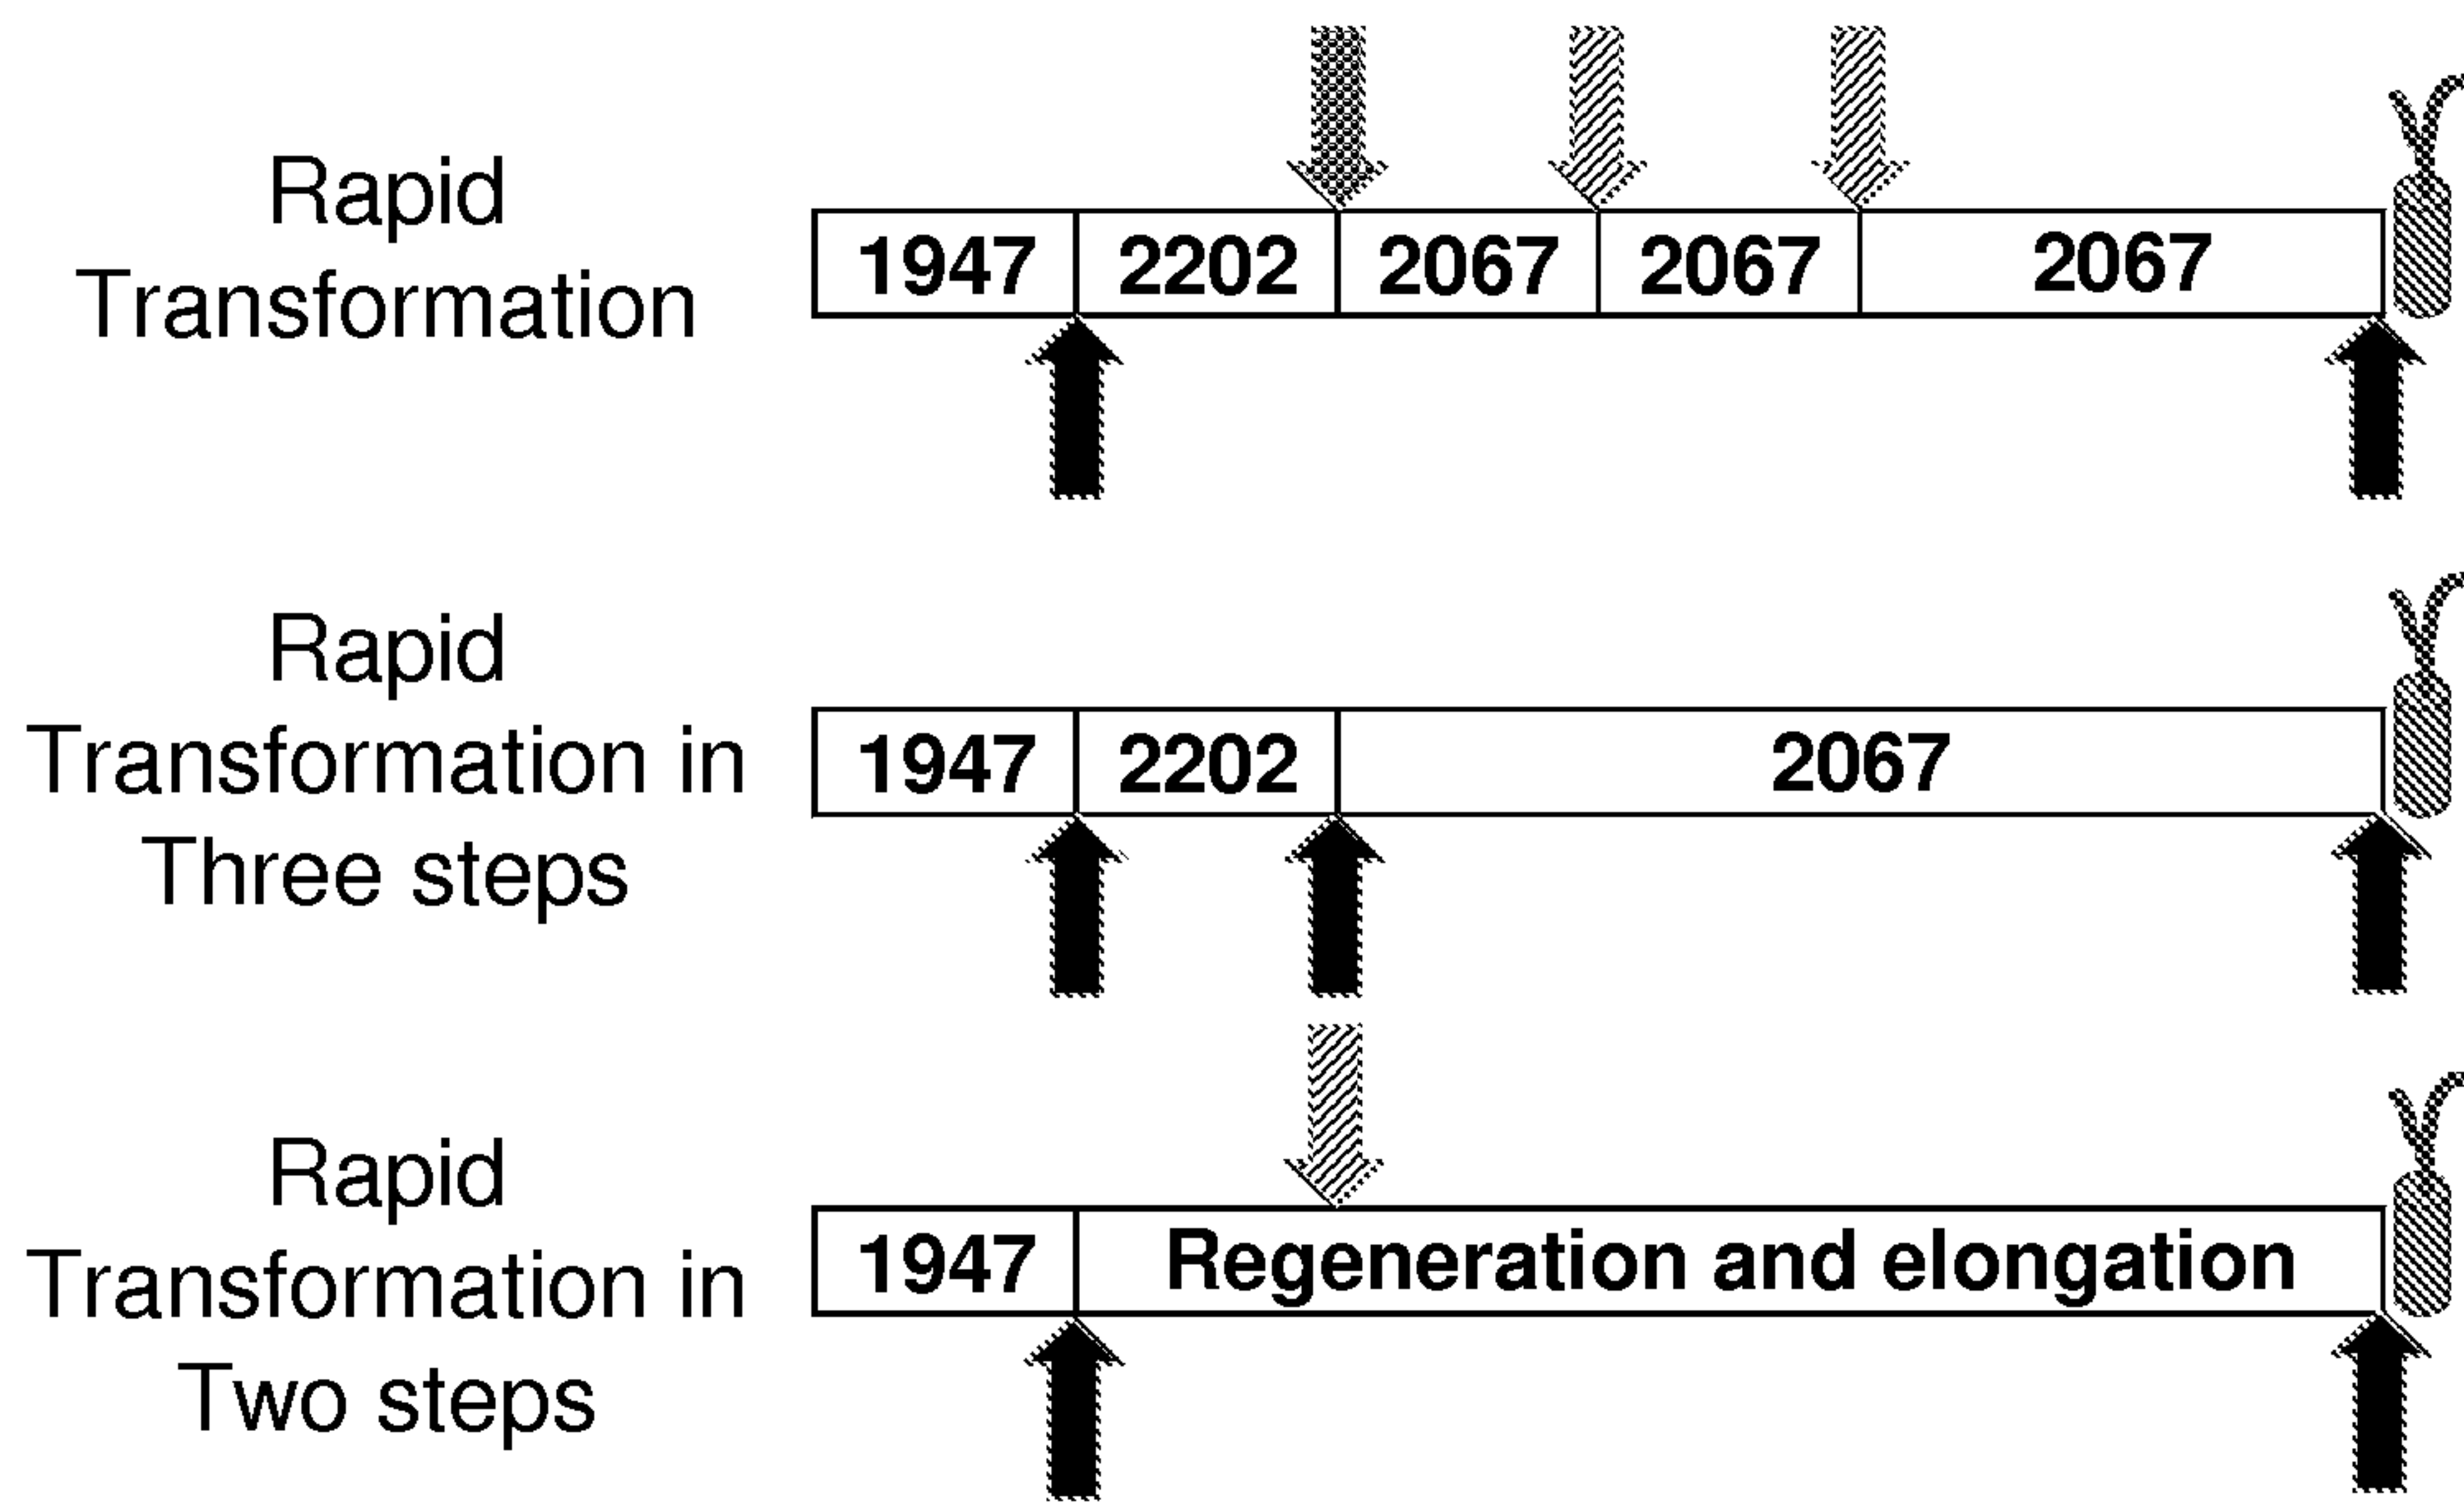 Rapid
Transformation
1947 2202 2067 2067 2067
Rapid
Transformation in
Three steps
1947 2202 2067
Rapid
Transformation in
Two steps
1947 Regeneration and elongation